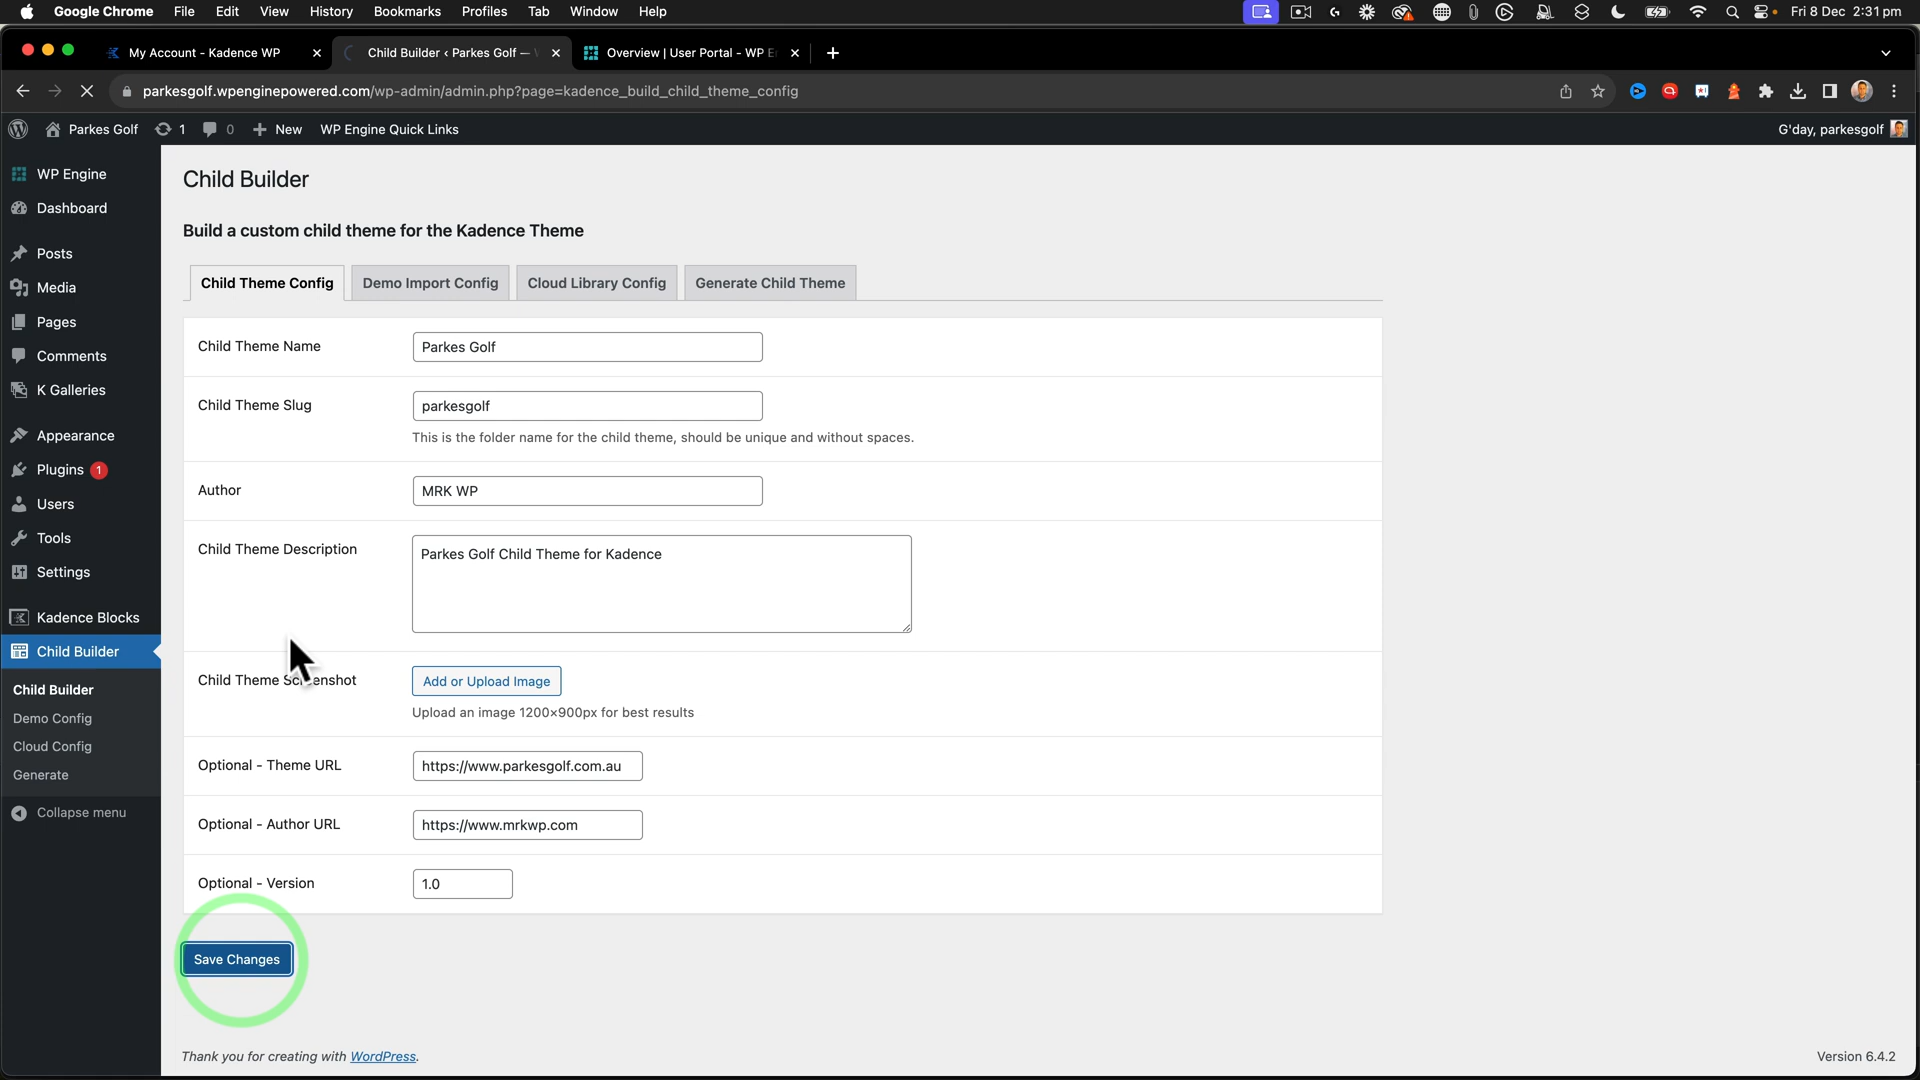 Google Chrome File Edit View History Bookmarks Profiles Tab Window Help Fri 8 Dec 2:31 pm
My Account - Kadence WP
Child Builder ‹ Parkes Golf —
Overview | User Portal - WP E
parkesgolf.wpenginepowered.com/wp-admin/admin.php?page=kadence_build_child_theme_config
Parkes Golf 1 0 New WP Engine Quick Links G'day, parkesgolf
WP Engine
Dashboard
Posts
Media
Pages
Comments
K Galleries
Appearance
Plugins 1
Users
Tools
Settings
Kadence Blocks
Child Builder
Child Builder
Demo Config
Cloud Config
Generate
Collapse menu
Child Builder
Build a custom child theme for the Kadence Theme
Child Theme Config Demo Import Config Cloud Library Config Generate Child Theme
Child Theme Name Parkes Golf
Child Theme Slug parkesgolf
This is the folder name for the child theme, should be unique and without spaces.
Author MRK WP
Child Theme Description Parkes Golf Child Theme for Kadence
Child Theme Screenshot Add or Upload Image
Upload an image 1200×900px for best results
Optional - Theme URL https://www.parkesgolf.com.au
Optional - Author URL https://www.mrkwp.com
Optional - Version 1.0
Save Changes
Thank you for creating with WordPress.
Version 6.4.2